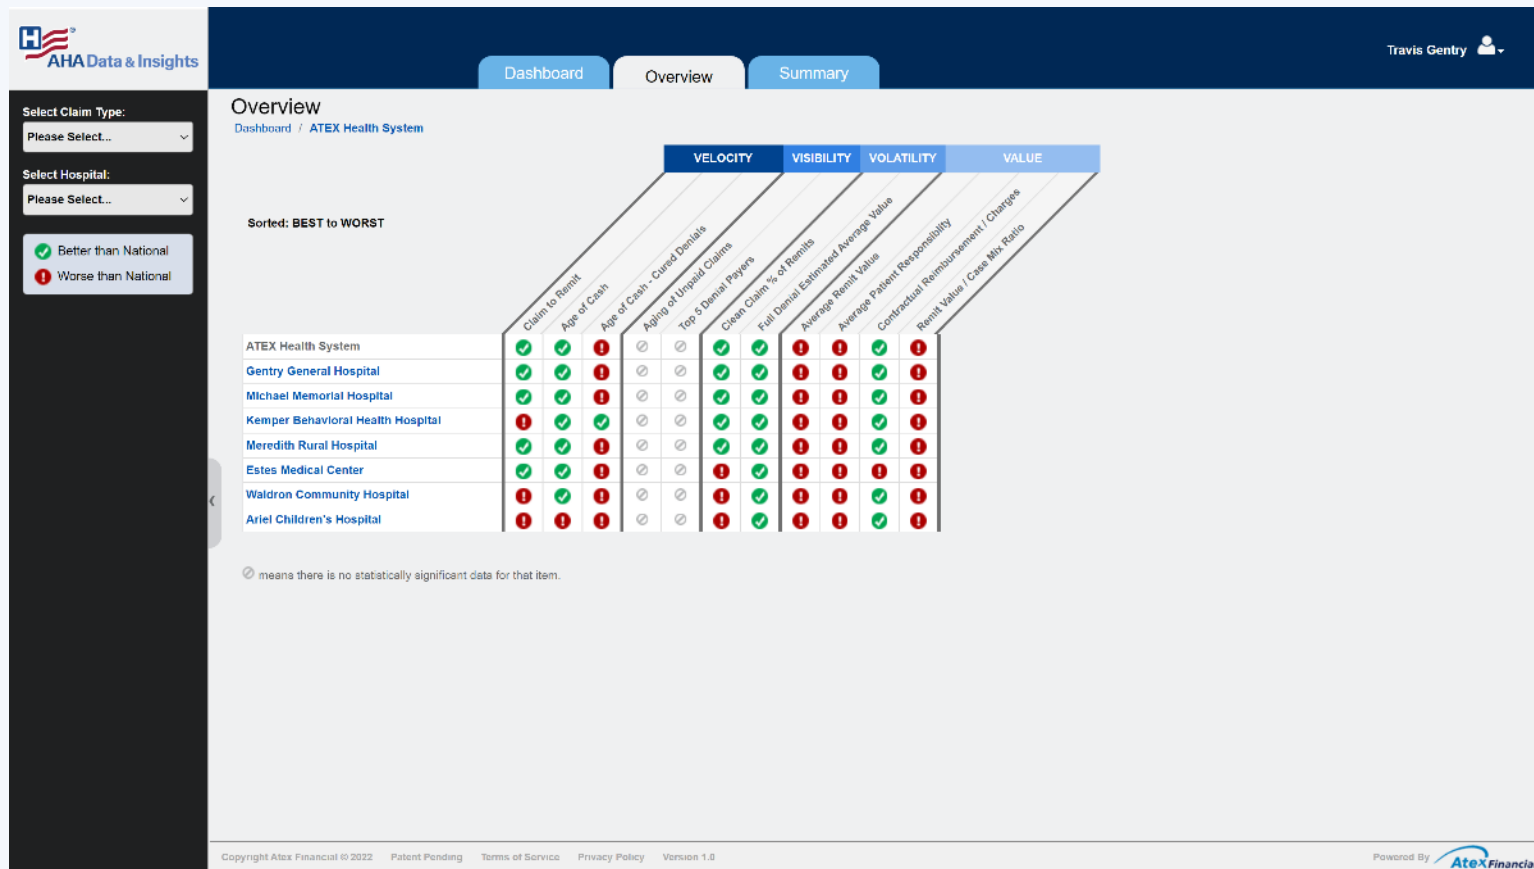 H
AHA Data & Insights
Dashboard
Overview
Summary
Travis Gentry
Select Claim Type:
Please Select...
Select Hospital:
Please Select...
Better than National
Worse than National
Overview
Dashboard / ATEX Health System
VELOCITY
VISIBILITY
VOLATILITY
VALUE
Sorted: BEST to WORST
Claim to Remit
Age of Cash
Age of Cash - Cured Denials
Aging of Unpaid Claims
Top 5 Denial Payers
Clean Claim % of Remits
Full Denial Estimated Average Value
Average Remit Value
Average Patient Responsibility
Contractual Reimbursement / Charges
Remit Value / Case Mix Ratio
ATEX Health System
Gentry General Hospital
Michael Memorial Hospital
Kemper Behavioral Health Hospital
Meredith Rural Hospital
Estes Medical Center
Waldron Community Hospital
Ariel Children's Hospital
means there is no statistically significant data for that item.
Copyright Atex Financial © 2022 Patent Pending Terms of Service Privacy Policy Version 1.0
Powered By Atex Financia